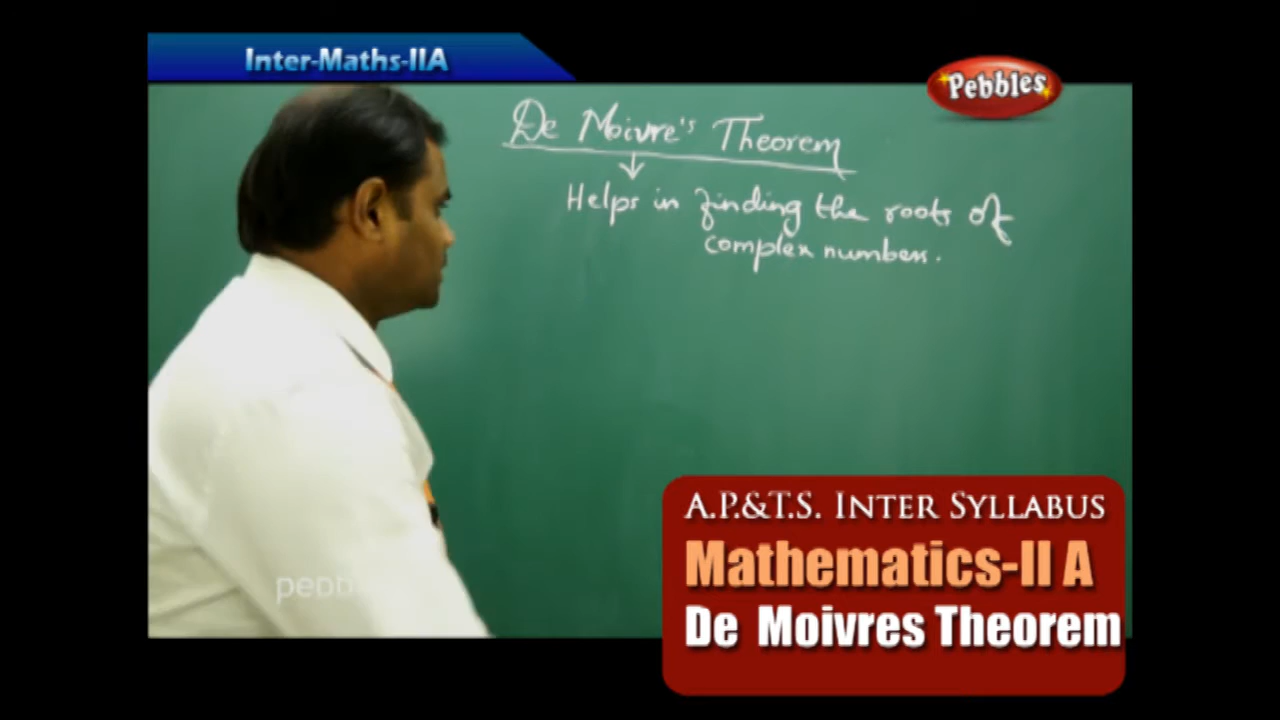 Inter-Maths-IIA
Pebbles
De Moivre's Theorem
Helps in finding the roots of
complex numbers.
A.P.&T.S. INTER SYLLABUS
Mathematics-II A
De Moivres Theorem